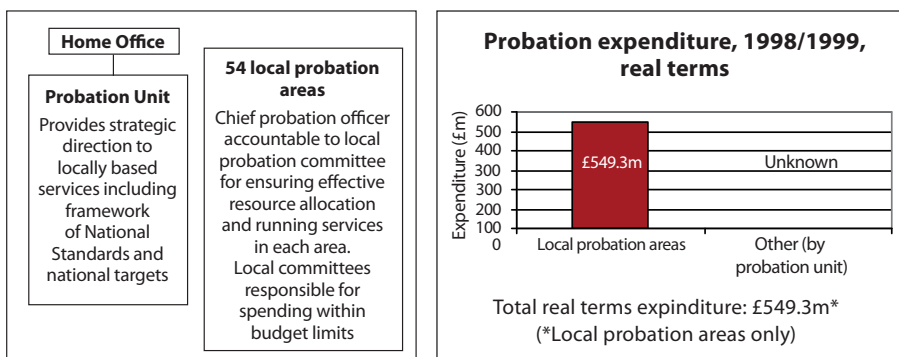 Home Office
Probation Unit
Provides strategic
direction to
locally based
services including
framework
of National
Standards and
national targets
54 local probation
areas
Chief probation officer
accountable to local
probation committee
for ensuring effective
resource allocation
and running services
in each area.
Local committees
responsible for
spending within
budget limits
Probation expenditure, 1998/1999,
real terms
Expenditure (£m)
600
500
400
300
300
200
100
0
£549.3m
Unknown
Local probation areas
Other (by
probation unit)
Total real terms expinditure: £549.3m*
(*Local probation areas only)